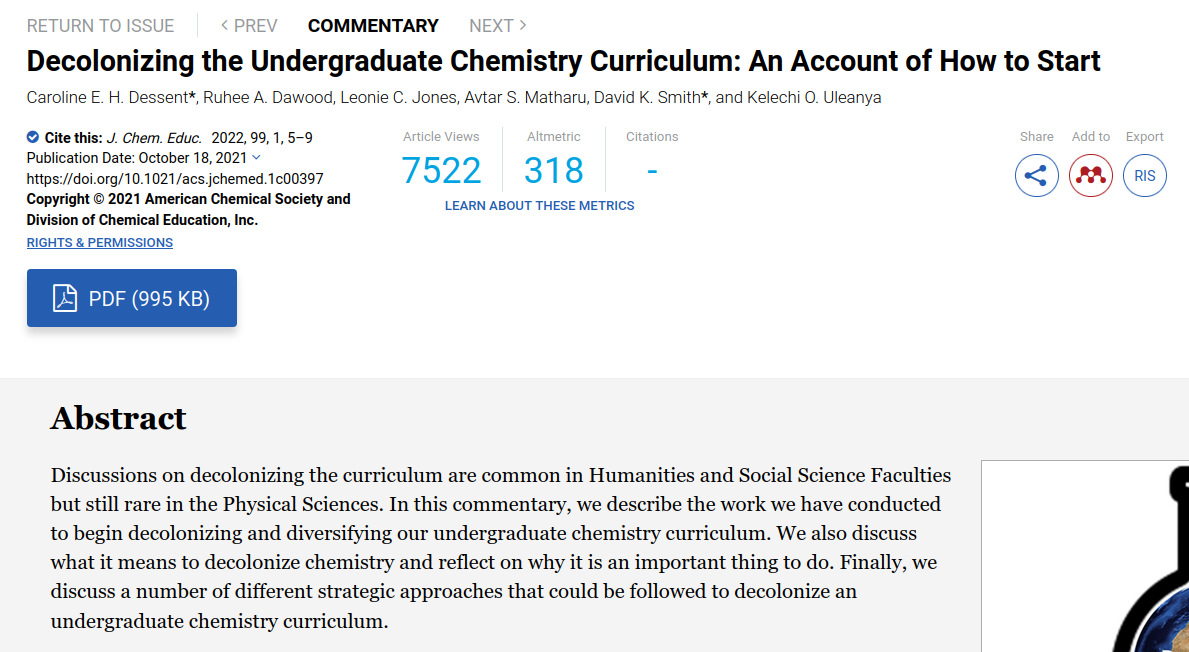 RETURN TO ISSUE < PREV COMMENTARY NEXT >
Decolonizing the Undergraduate Chemistry Curriculum: An Account of How to Start
Caroline E. H. Dessent*, Ruhee A. Dawood, Leonie C. Jones, Avtar S. Matharu, David K. Smith*, and Kelechi O. Uleanya
Cite this: J. Chem. Educ. 2022, 99, 1, 5–9
Publication Date: October 18, 2021
https://doi.org/10.1021/acs.jchemed.1c00397
Copyright © 2021 American Chemical Society and
Division of Chemical Education, Inc.
RIGHTS & PERMISSIONS
Article Views Altmetric Citations
7522 318 -
LEARN ABOUT THESE METRICS
Share Add to Export
RIS
PDF (995 KB)
Abstract
Discussions on decolonizing the curriculum are common in Humanities and Social Science Faculties
but still rare in the Physical Sciences. In this commentary, we describe the work we have conducted
to begin decolonizing and diversifying our undergraduate chemistry curriculum. We also discuss
what it means to decolonize chemistry and reflect on why it is an important thing to do. Finally, we
discuss a number of different strategic approaches that could be followed to decolonize an
undergraduate chemistry curriculum.